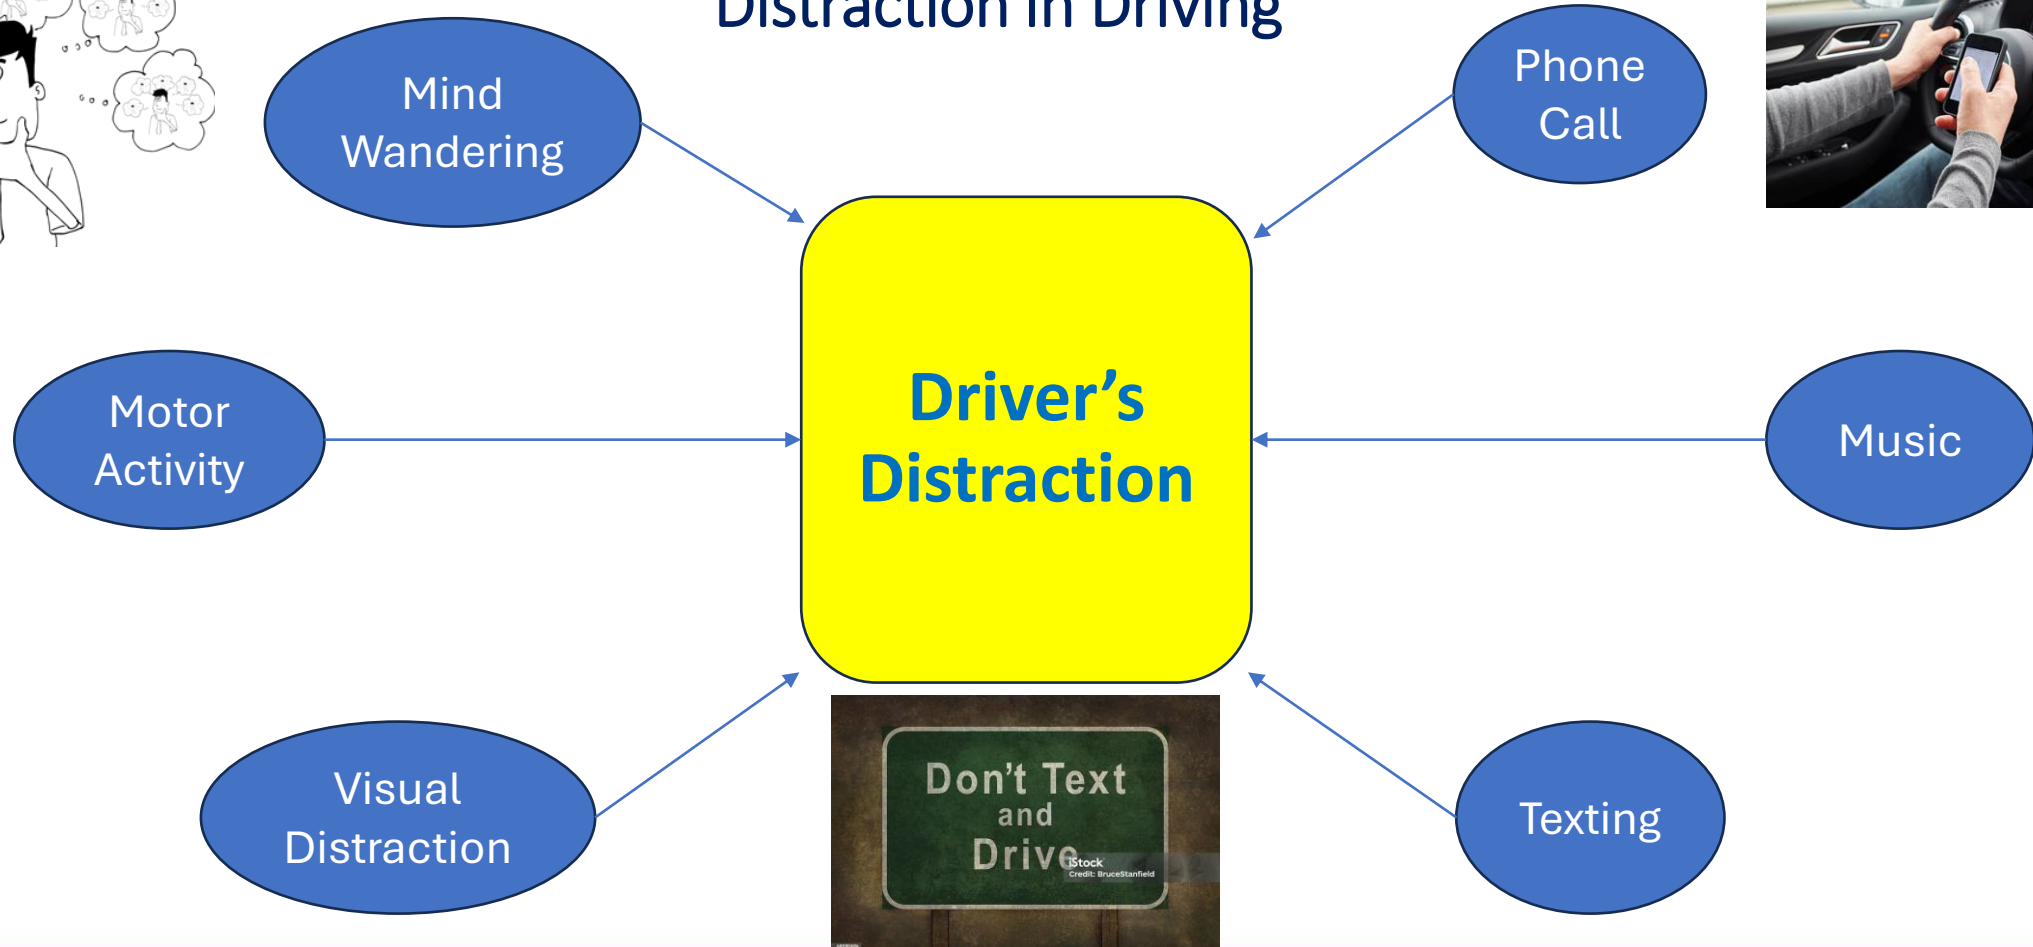 Distraction in Driving
Mind
Wandering
Phone
Call
Motor
Activity
Driver’s
Distraction
Music
Visual
Distraction
Texting
Don't Text
and
Drive
iStock
Credit: BruceStanfield